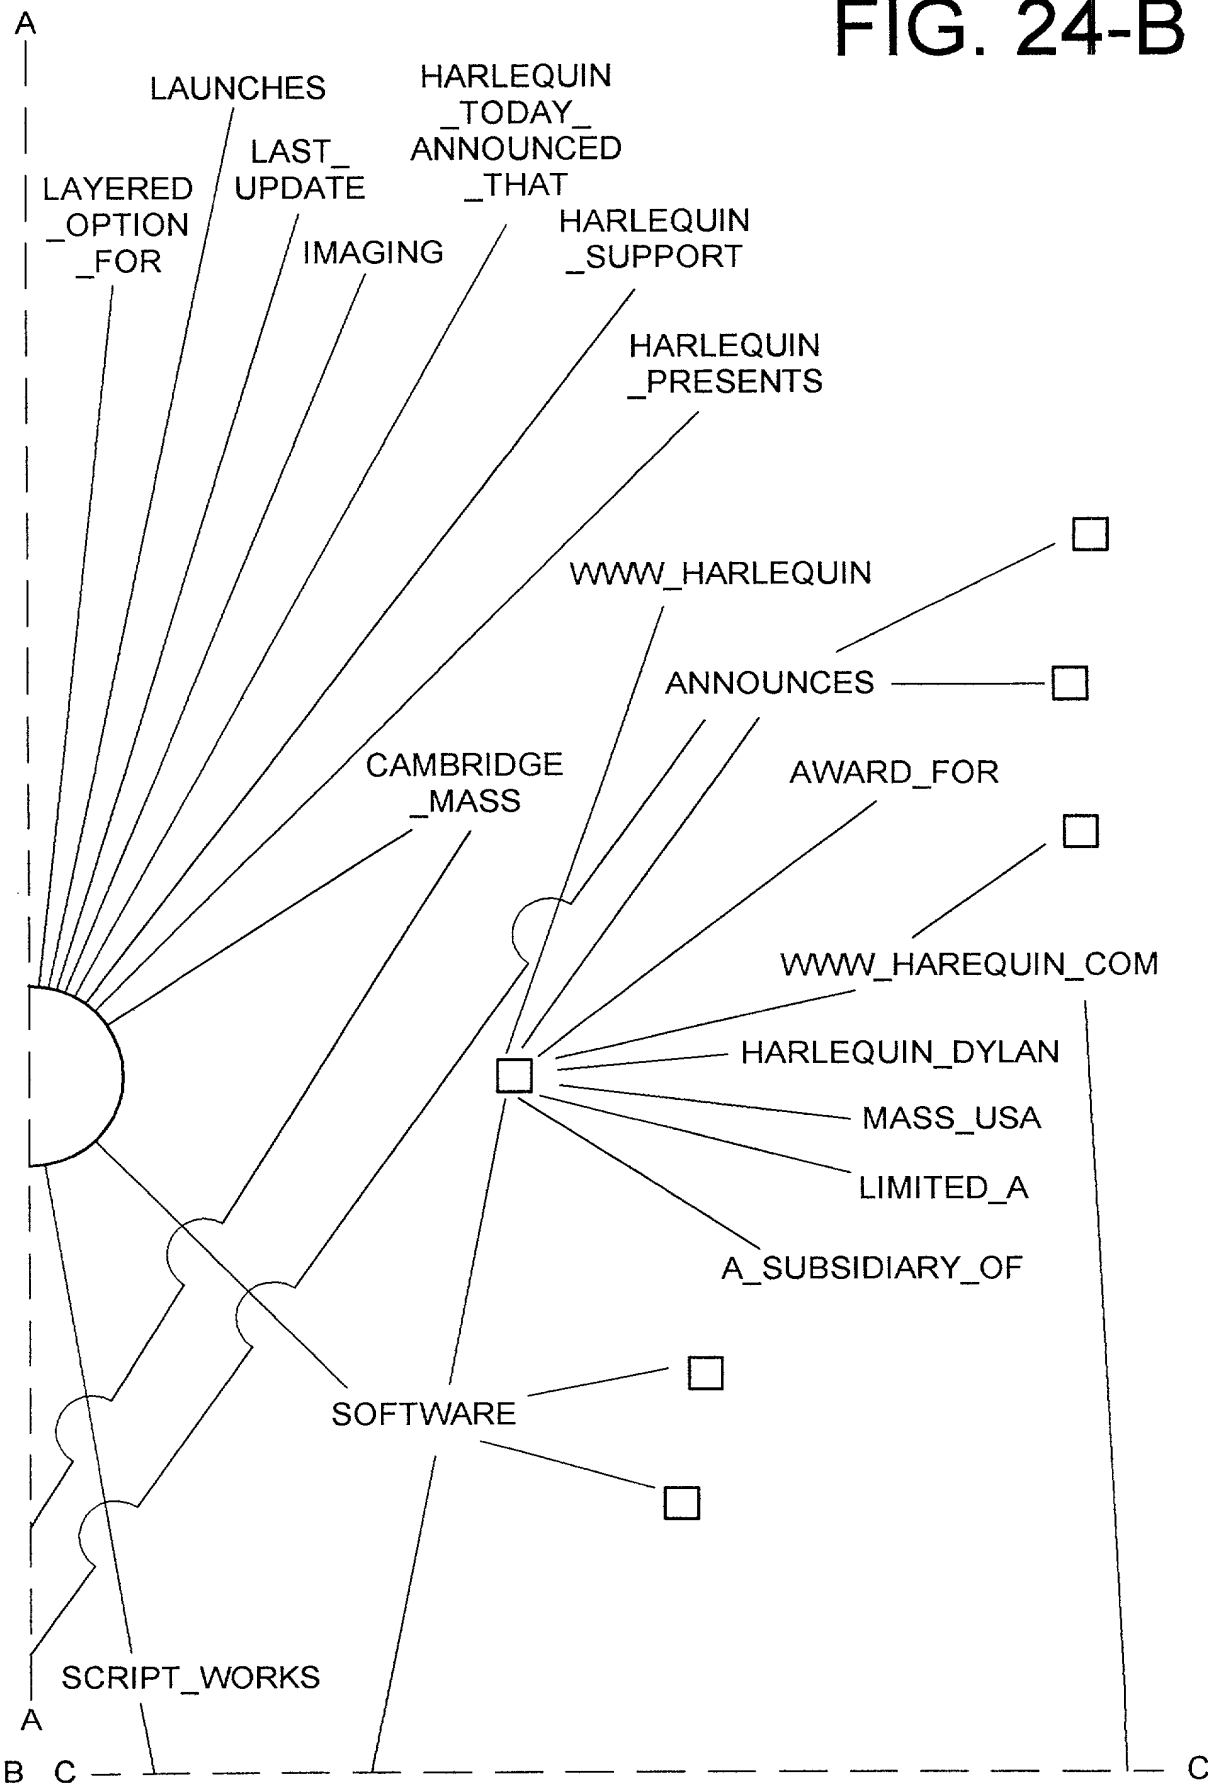 A
FIG. 24-B
LAUNCHES
HARLEQUIN
_TODAY_
ANNOUNCED
_THAT
LAST_
UPDATE
LAYERED
_OPTION
_FOR
IMAGING
HARLEQUIN
_SUPPORT
HARLEQUIN
_PRESENTS
WWW_HARLEQUIN
ANNOUNCES
CAMBRIDGE
_MASS
AWARD_FOR
WWW_HAREQUIN_COM
HARLEQUIN_DYLAN
MASS_USA
LIMITED_A
A_SUBSIDIARY_OF
SOFTWARE
SCRIPT_WORKS
A
B C
C